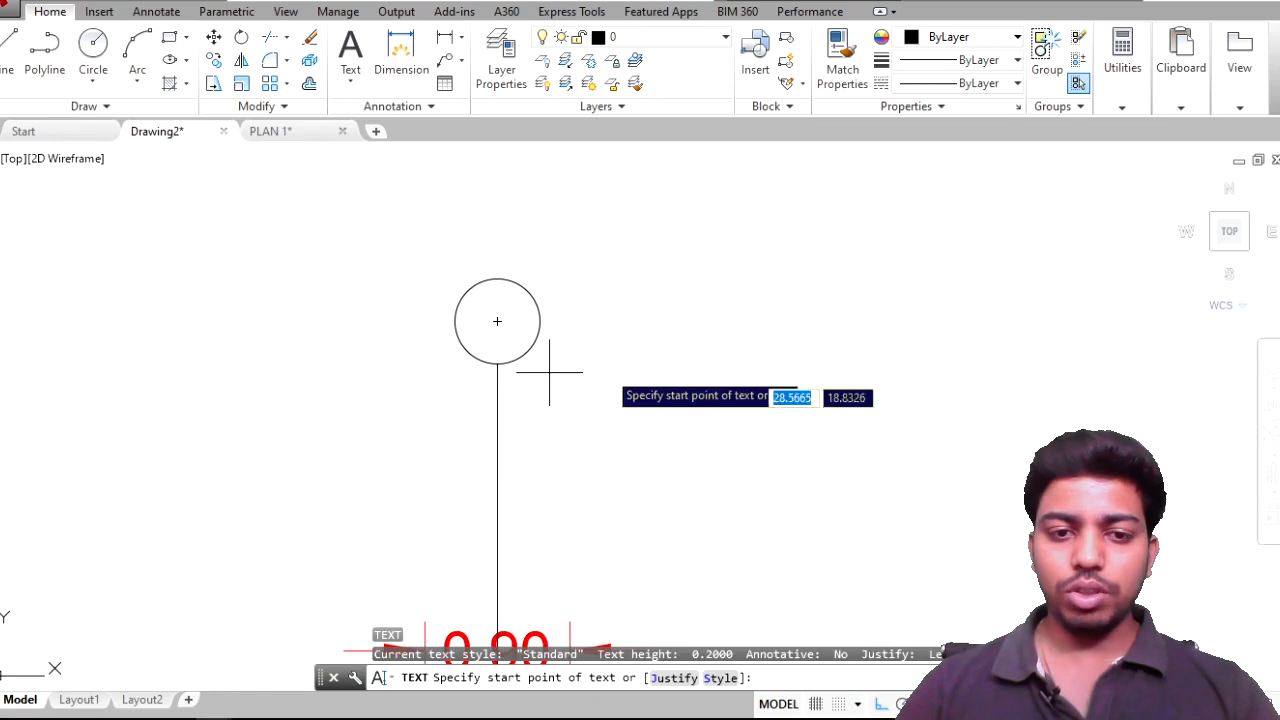 Home Insert Annotate Parametric View Manage Output Add-ins A360 Express Tools Featured Apps BIM 360 Performance
ine Polyline Circle Arc Text Dimension Layer Properties 0 Insert Match Properties ByLayer ByLayer ByLayer Group Utilities Clipboard View
Draw Modify Annotation Layers Block Properties Groups
Start Drawing2* PLAN 1* +
[Top][2D Wireframe]
N
W TOP E
S
WCS
Specify start point of text or 28.5665 18.8326
Y
0.90
TEXT
Current text style: "Standard" Text height: 0.2000 Annotative: No Justify: Le
X
A TEXT Specify start point of text or [Justify Style]:
Model Layout1 Layout2 + MODEL